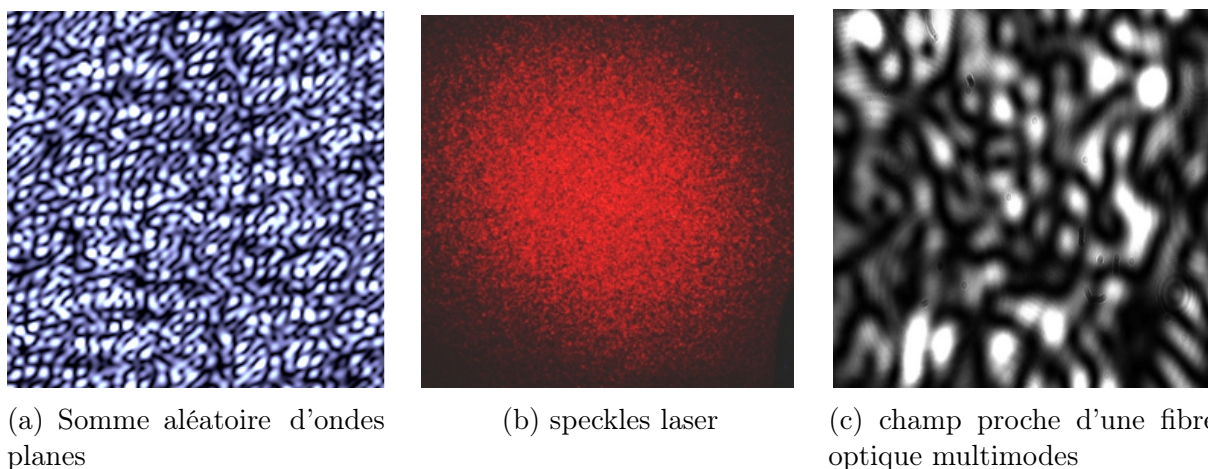 (a) Somme aléatoire d'ondes
planes
(b) speckles laser
(c) champ proche d'une fibre
optique multimodes